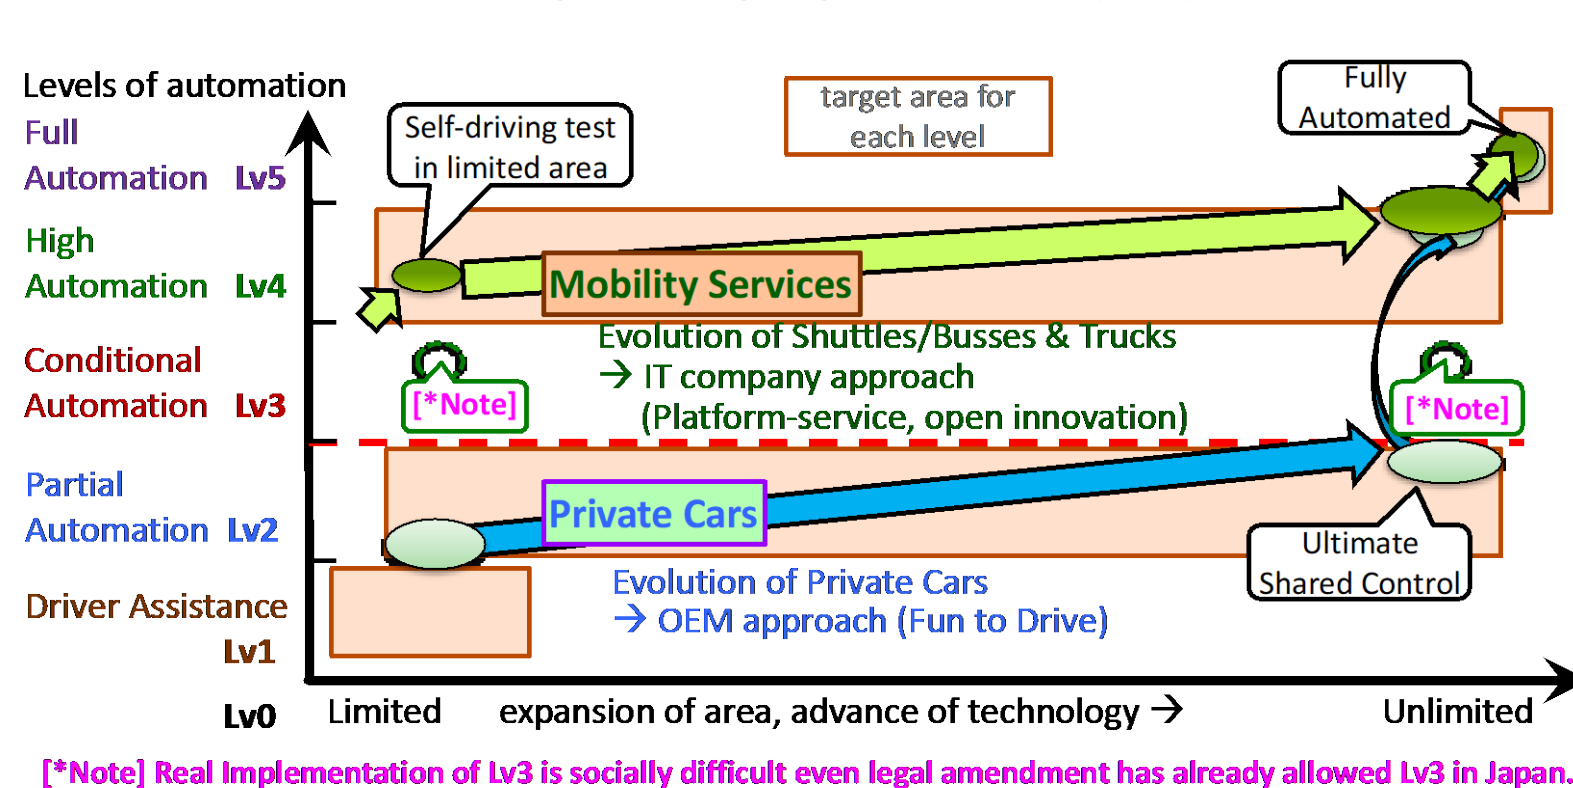 Levels of automation
Full
Automation Lv5
High
Automation Lv4
Conditional
Automation Lv3
Partial
Automation Lv2
Driver Assistance
Lv1
Lv0
Self-driving test
in limited area
target area for
each level
Fully
Automated
Mobility Services
Evolution of Shuttles/Busses & Trucks
→ IT company approach
(Platform-service, open innovation)
[*Note]
[*Note]
Private Cars
Evolution of Private Cars
→ OEM approach (Fun to Drive)
Ultimate
Shared Control
Limited expansion of area, advance of technology → Unlimited
[*Note] Real Implementation of Lv3 is socially difficult even legal amendment has already allowed Lv3 in Japan.